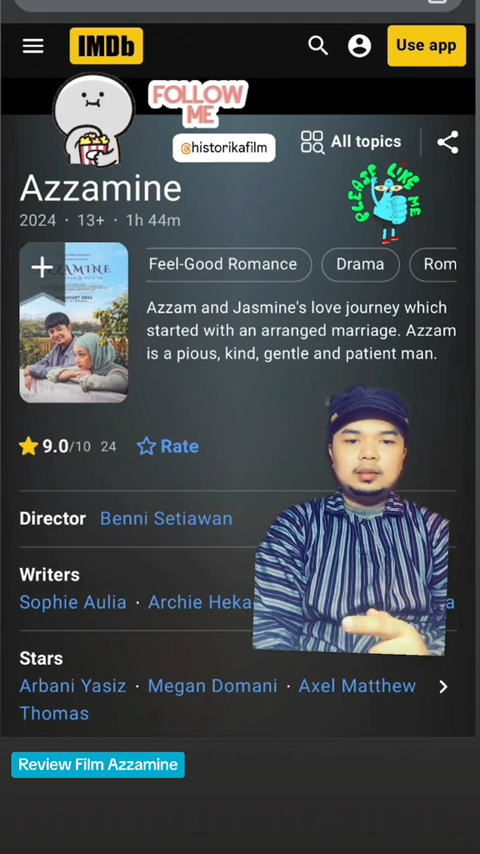 IMDb
Use app
FOLLOW
ME
@historikafilm
All topics
PLEASE LIKE ME
Azzamine
2024 · 13+ · 1h 44m
AZZAMINE
Feel-Good Romance
Drama
Rom
Azzam and Jasmine's love journey which
started with an arranged marriage. Azzam
is a pious, kind, gentle and patient man.
9.0/10 24
Rate
Director Benni Setiawan
Writers
Sophie Aulia · Archie Heka
a
Stars
Arbani Yasiz · Megan Domani · Axel Matthew
Thomas
Review Film Azzamine